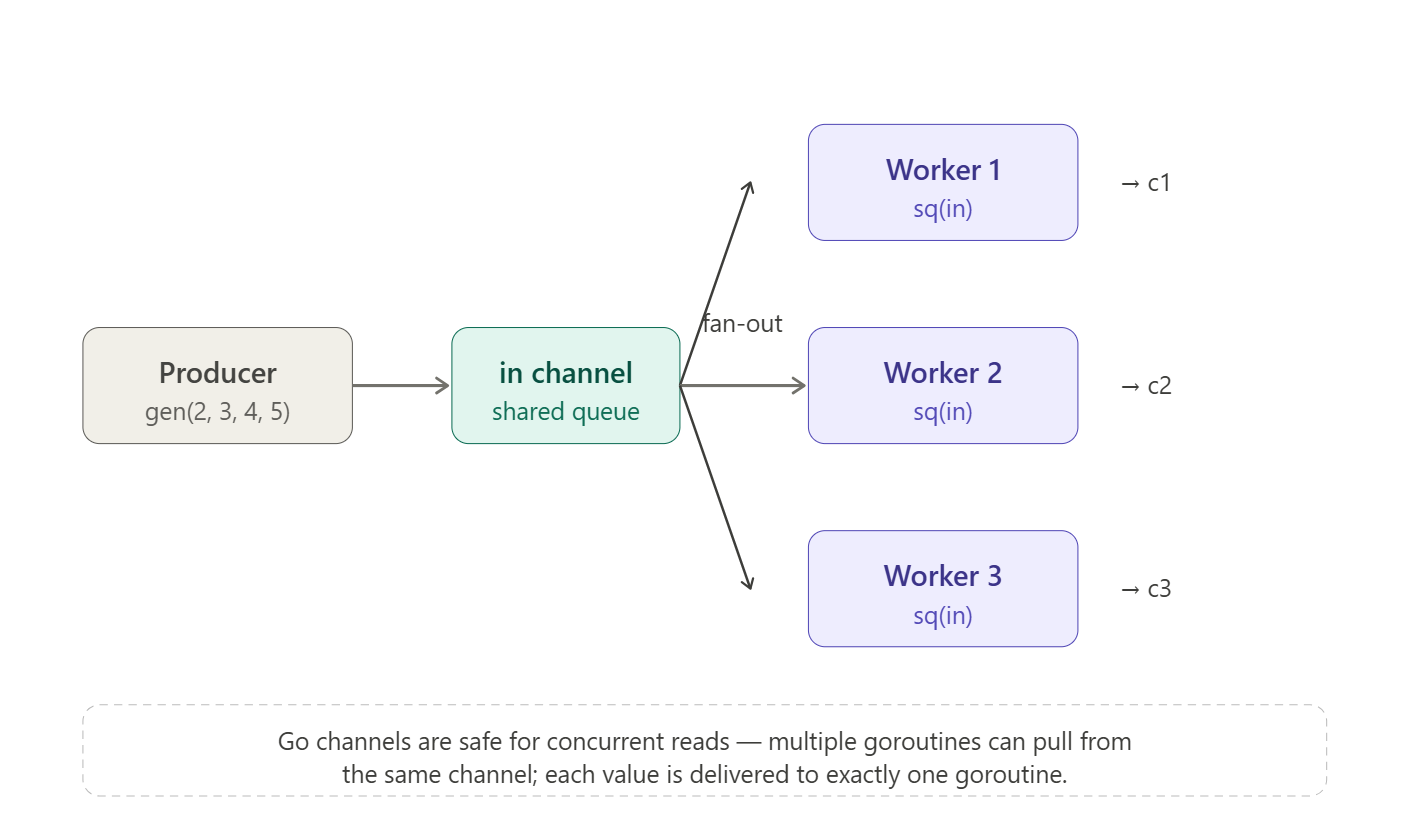 Worker 1
sq(in)
→ c1
fan-out
Producer
gen(2, 3, 4, 5)
in channel
shared queue
Worker 2
sq(in)
→ c2
Worker 3
sq(in)
→ c3
Go channels are safe for concurrent reads — multiple goroutines can pull from
the same channel; each value is delivered to exactly one goroutine.